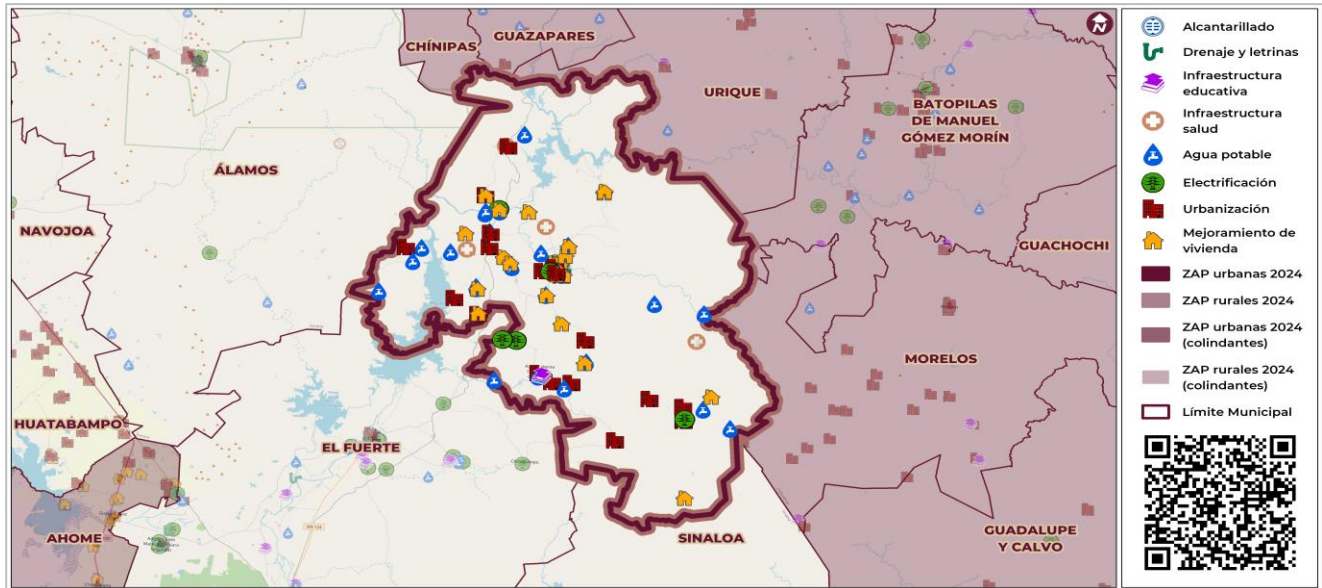 CHÍNIPAS
GUAZAPARES
URIQUE
BATOPILAS
DE MANUEL
GÓMEZ MORÍN
ÁLAMOS
NAVOJOA
GUACHOCHI
MORELOS
HUATABAMPO
EL FUERTE
AHOME
SINALOA
GUADALUPE
Y CALVO
N
Alcantarillado
Drenaje y letrinas
Infraestructura
educativa
Infraestructura
salud
Agua potable
Electrificación
Urbanización
Mejoramiento de
vivienda
ZAP urbanas 2024
ZAP rurales 2024
ZAP urbanas 2024
(colindantes)
ZAP rurales 2024
(colindantes)
Límite Municipal